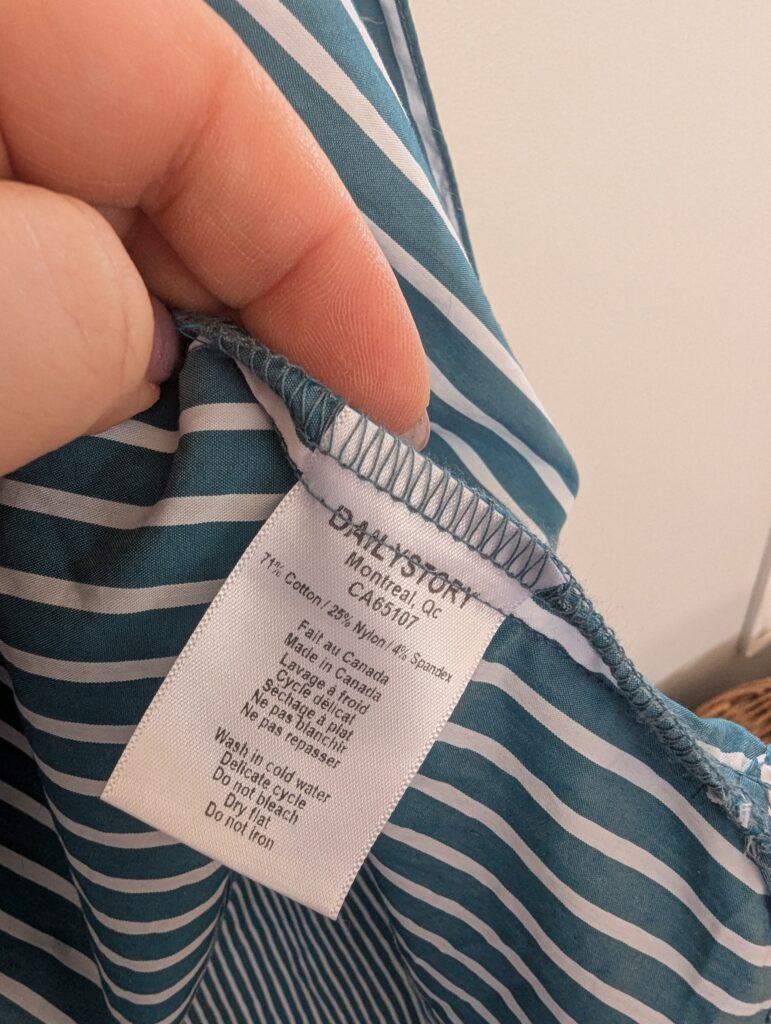 DAILYSTORY
Montreal, Qc
CA65107
71% Cotton / 25% Nylon / 4% Spandex
Fait au Canada
Made in Canada
Lavage à froid
Cycle délicat
Séchage à plat
Ne pas blanchir
Ne pas repasser
Wash in cold water
Delicate cycle
Do not bleach
Dry flat
Do not iron